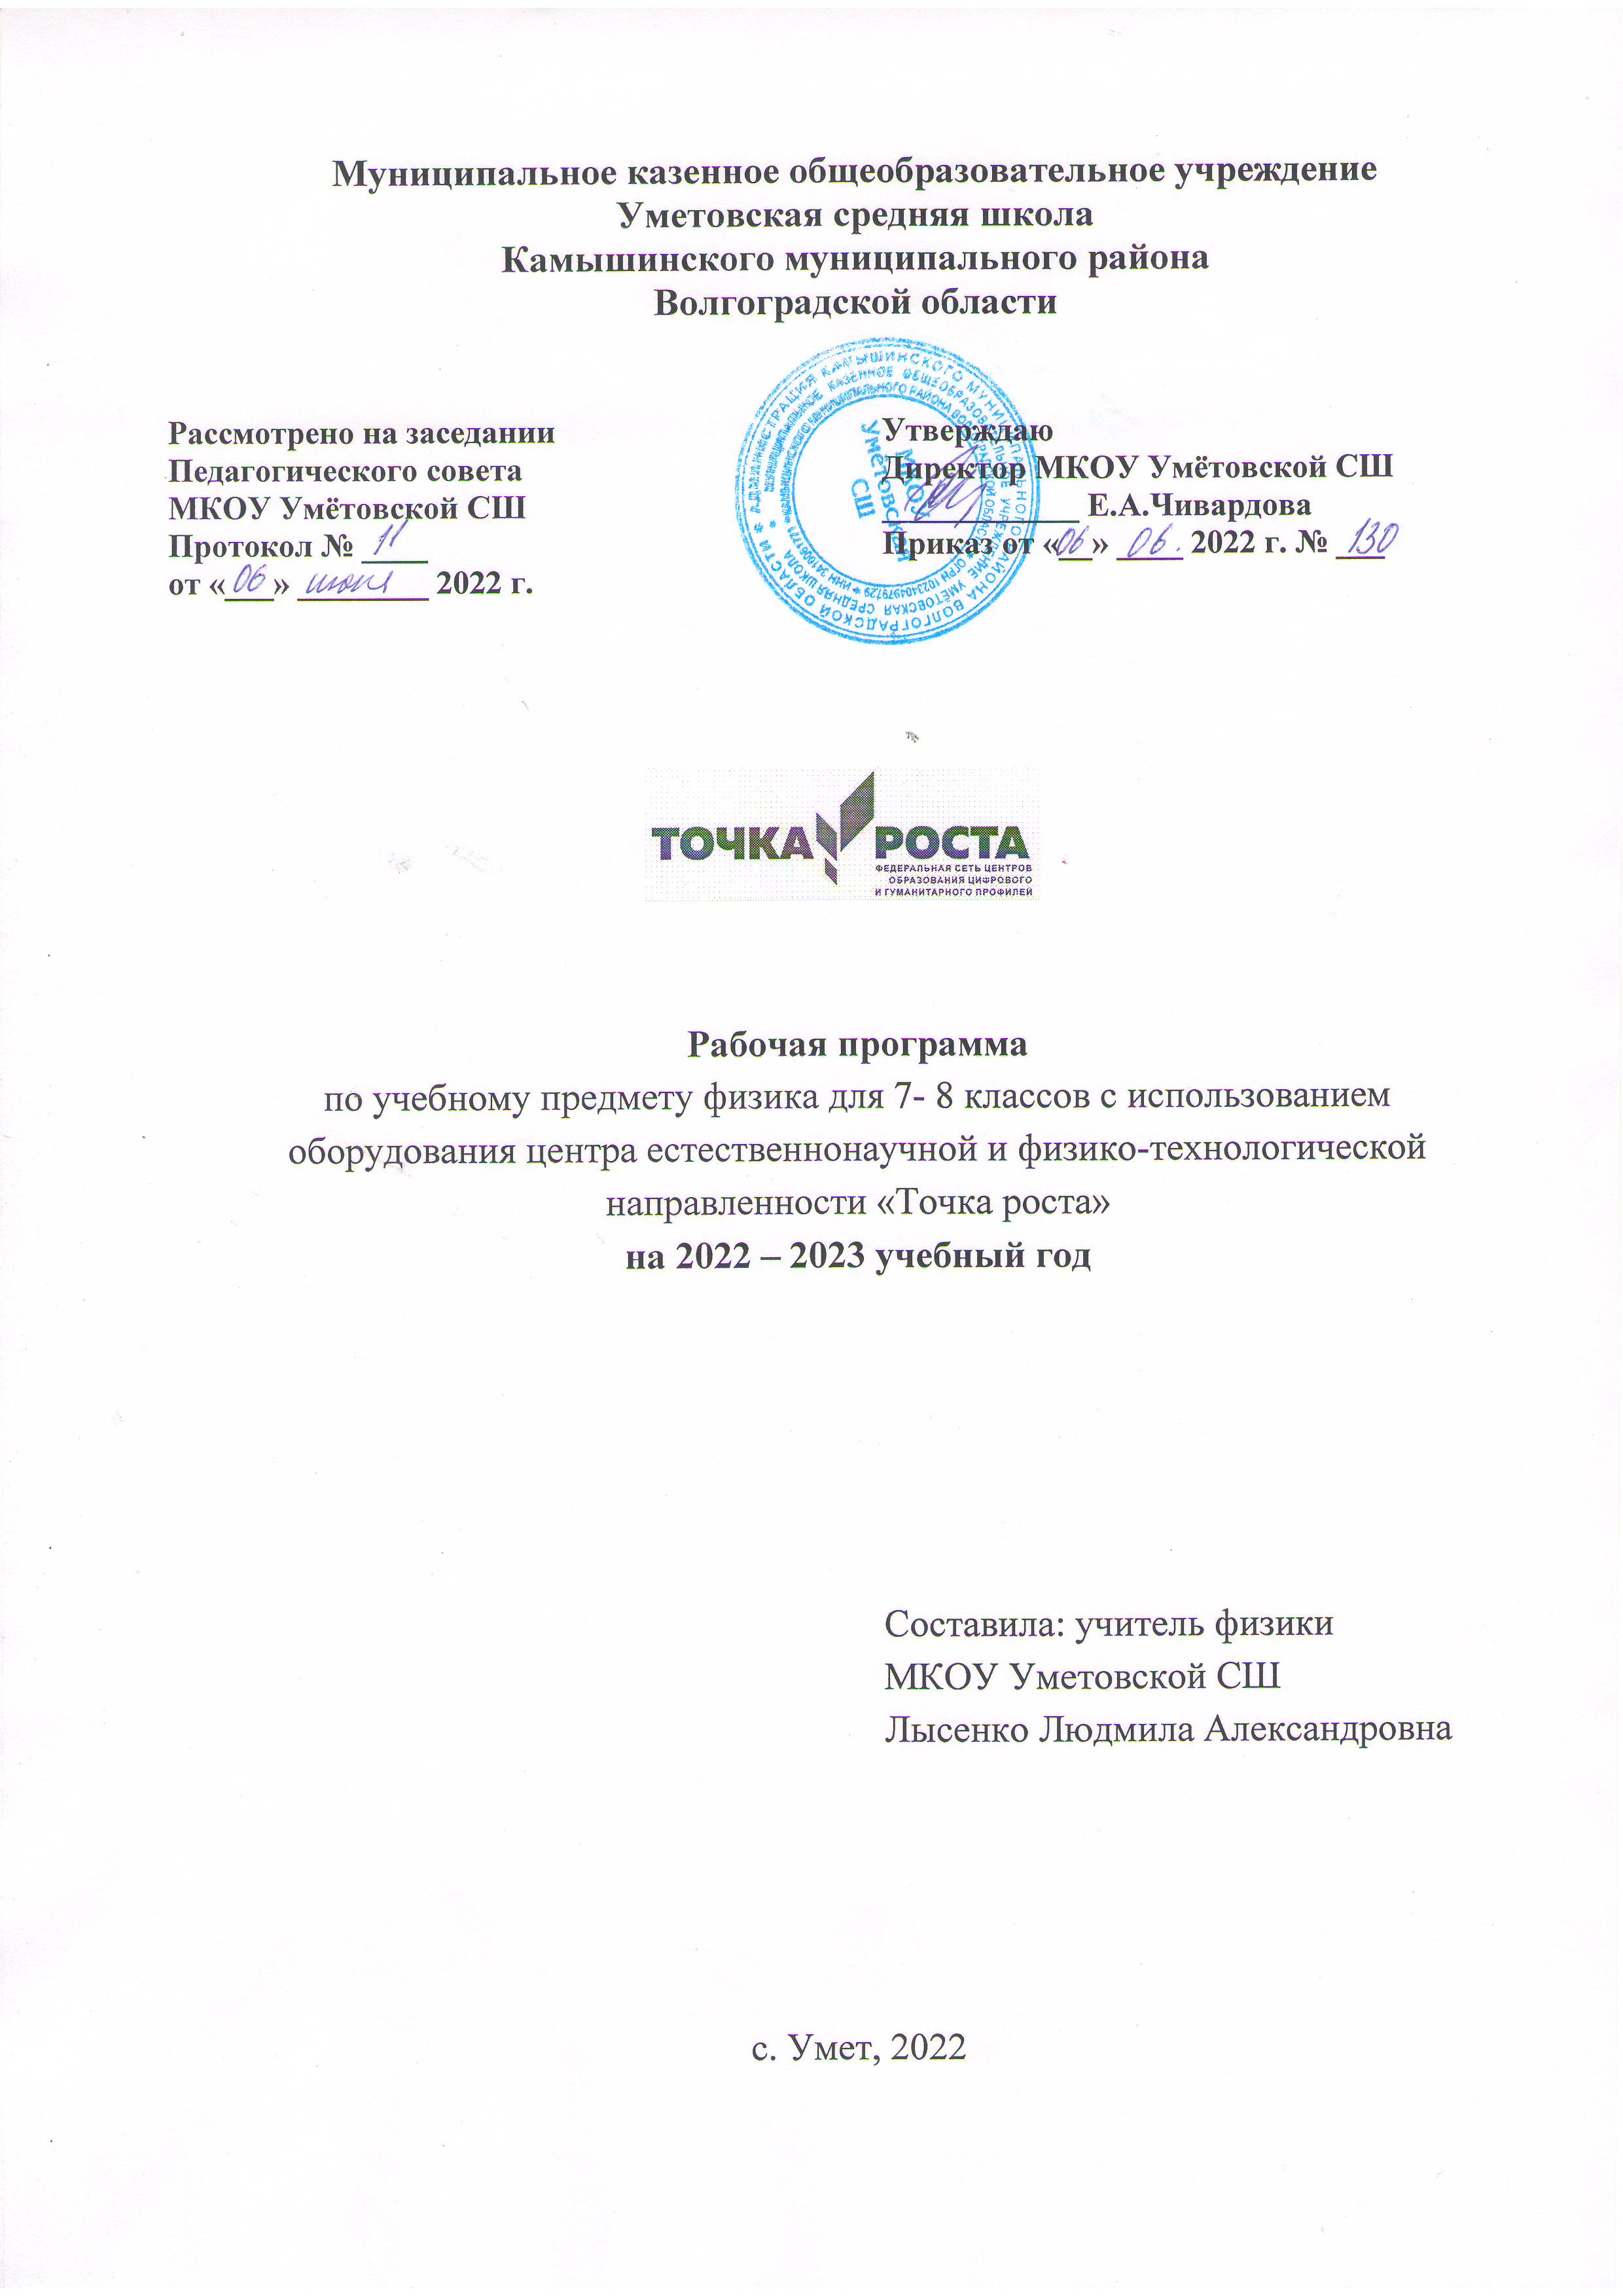 Муниципальное казенное общеобразовательное учреждение
Уметовская средняя школа
Камышинского муниципального района
Волгоградской области
Рассмотрено на заседании
Педагогического совета
МКОУ Умётовской СШ
Протокол № 11
от «06» июня 2022 г.
Утверждаю
Директор МКОУ Умётовской СШ
Е.А.Чивардова
Приказ от «06» 06. 2022 г. № 130
МКОУ
Уметовская
СШ
ТОЧКА РОСТА
ФЕДЕРАЛЬНАЯ СЕТЬ ЦЕНТРОВ
ОБРАЗОВАНИЯ ЦИФРОВОГО
И ГУМАНИТАРНОГО ПРОФИЛЕЙ
Рабочая программа
по учебному предмету физика для 7- 8 классов с использованием
оборудования центра естественнонаучной и физико-технологической
направленности «Точка роста»
на 2022 – 2023 учебный год
Составила: учитель физики
МКОУ Уметовской СШ
Лысенко Людмила Александровна
с. Умет, 2022